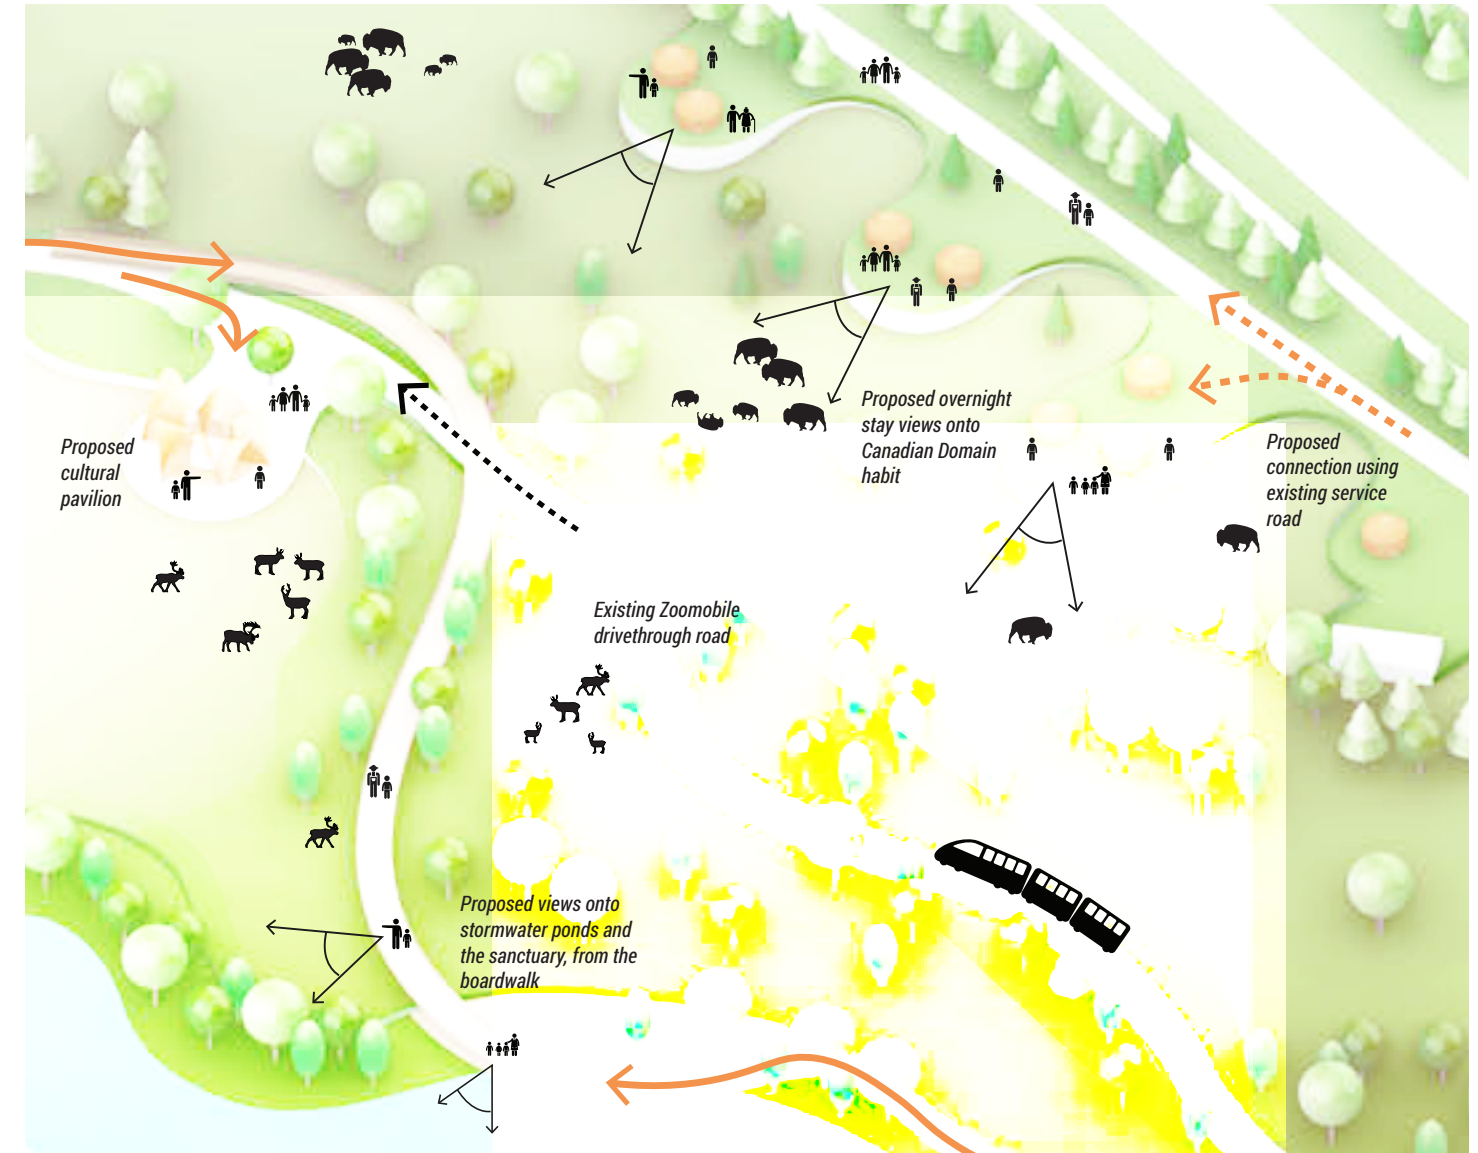 Proposed overnight
stay views onto
Canadian Domain
habit
Proposed
cultural
pavilion
Proposed
connection using
existing service
road
Existing Zoomobile
drivethrough road
Proposed views onto
stormwater ponds and
the sanctuary, from the
boardwalk